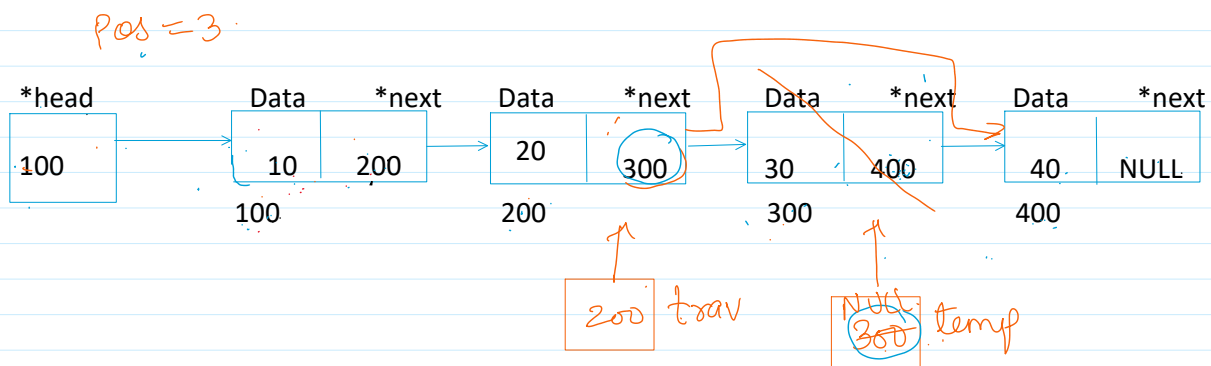 Pos = 3
*head Data *next Data *next Data *next Data *next
100 10 200 20 300 30 400 40 NULL
100 200 300 400
200 trav NULL
300 temp